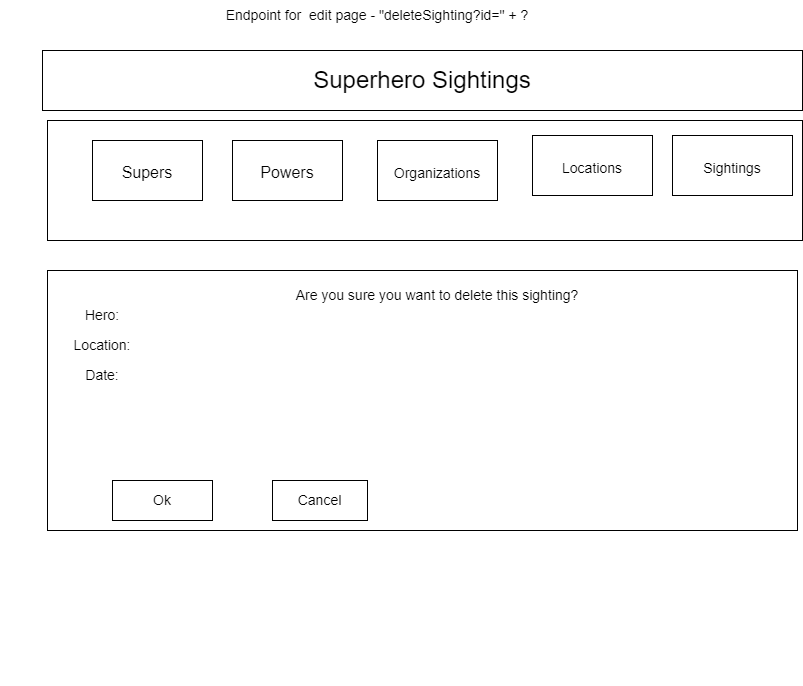 Endpoint for  edit page - "deleteSighting?id=" + ?
Superhero Sightings
Supers
Powers
Organizations
Locations
Sightings
Are you sure you want to delete this sighting?
Hero:
Location:
Date:
Ok
Cancel